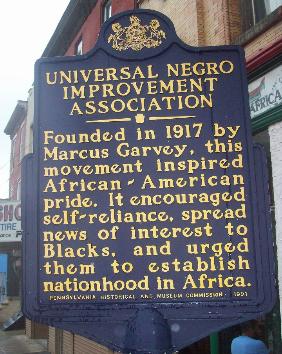 UNIVERSAL NEGRO
IMPROVEMENT
ASSOCIATION
Founded in 1917 by
Marcus Garvey, this
movement inspired
African-American
pride. It encouraged
self-reliance, spread
news of interest to
Blacks, and urged
them to establish
nationhood in Africa.
PENNSYLVANIA HISTORICAL AND MUSEUM COMMISSION 1991
AFRICA
TIRE